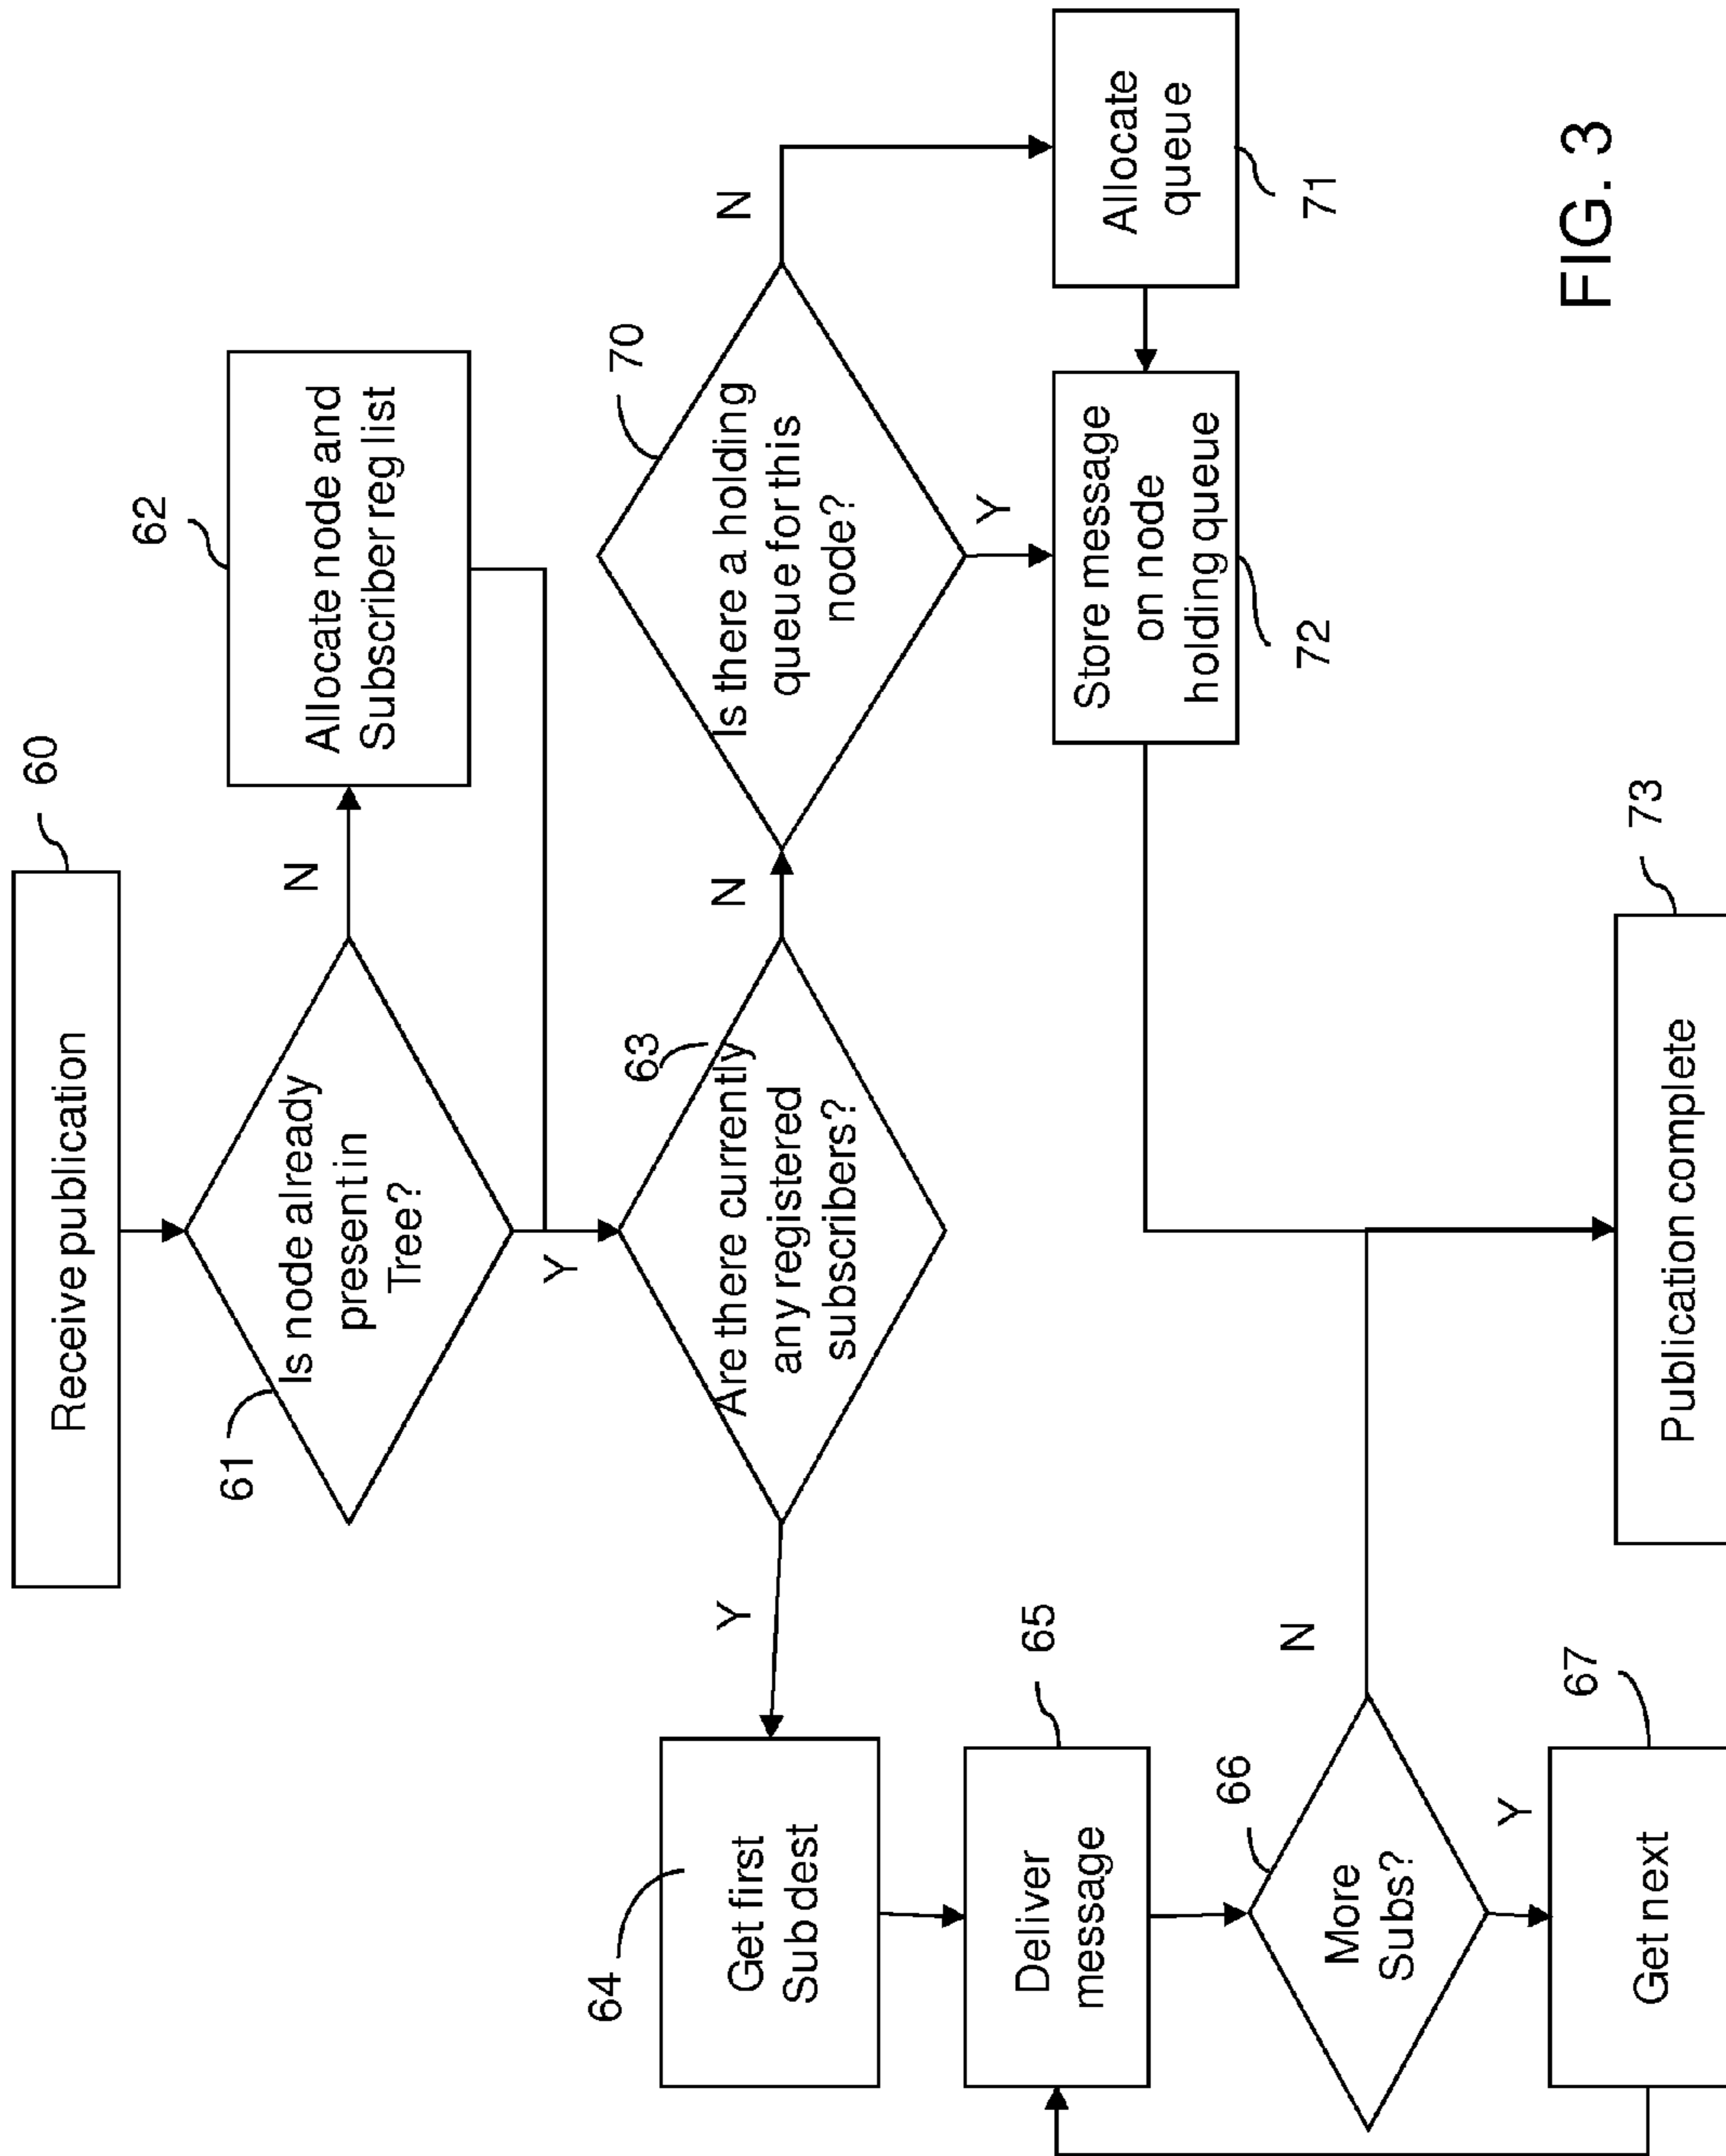 Receive publication
60
61
Is node already
present in
Tree?
N
62
Allocate node and
Subscriber reg list
Y
63
Are there currently
any registered
subscribers?
N
70
Is there a holding
queue for this
node?
N
Y
Y
64
Get first
Sub dest
Store message
on node
holding queue
72
Allocate
queue
71
65
Deliver
message
66
More
Subs?
N
Y
67
Get next
73
Publication complete
FIG. 3